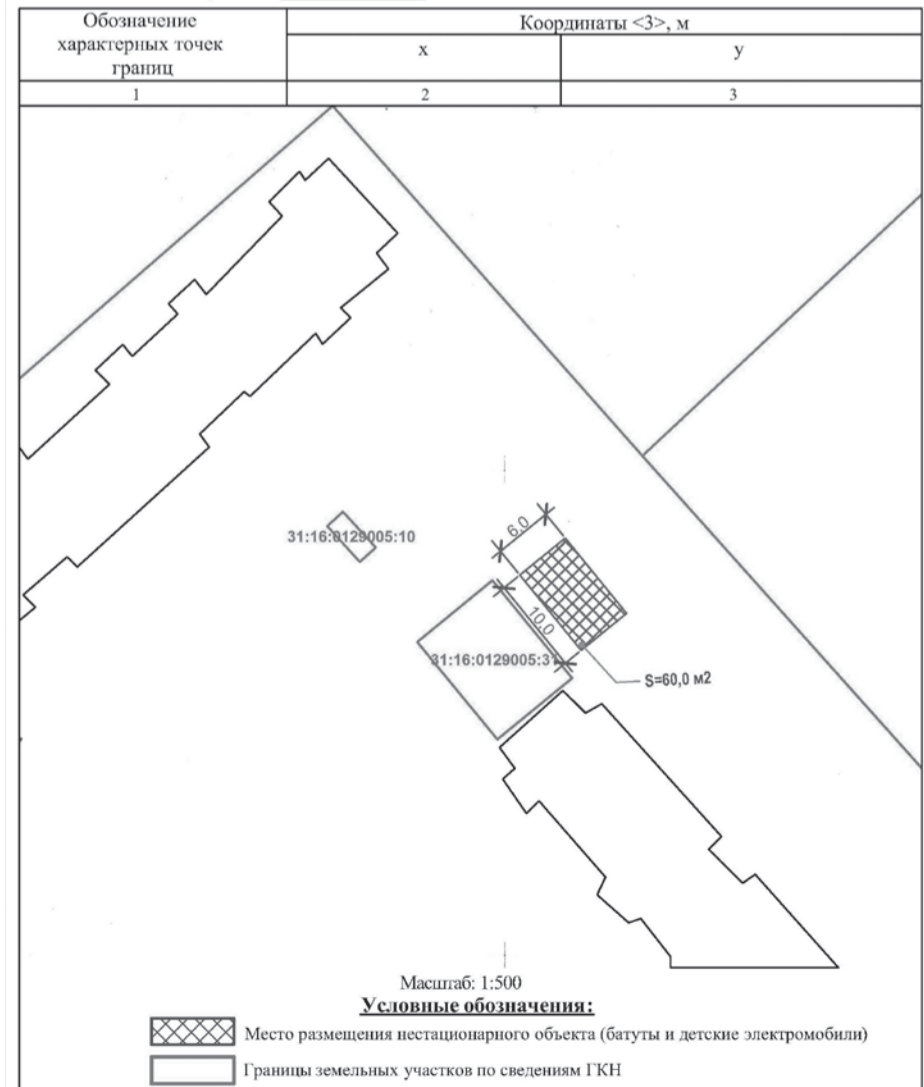 Обозначение
характерных точек
границ
Координаты <3>, м
х
у
1
2
3
6,0
31:16:0129005:10
10,0
31:16:0129005:31
S=60,0 м2
Масштаб: 1:500
Условные обозначения:
Место размещения нестационарного объекта (батуты и детские электромобили)
Границы земельных участков по сведениям ГКН